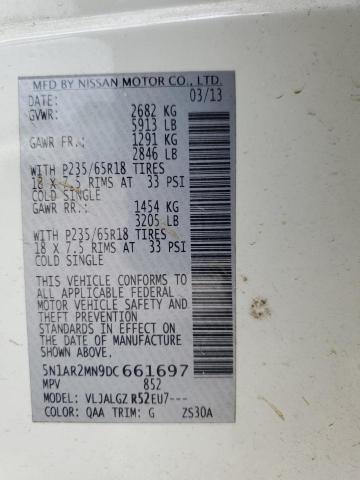 MFD BY NISSAN MOTOR CO., LTD.
DATE: 03/13
GVWR: 2682 KG
5913 LB
GAWR FR.: 1291 KG
2846 LB
WITH P235/65R18 TIRES
18 X 7.5 RIMS AT 33 PSI
COLD SINGLE
GAWR RR.: 1454 KG
3205 LB
WITH P235/65R18 TIRES
18 X 7.5 RIMS AT 33 PSI
COLD SINGLE
THIS VEHICLE CONFORMS TO
ALL APPLICABLE FEDERAL
MOTOR VEHICLE SAFETY AND
THEFT PREVENTION
STANDARDS IN EFFECT ON
THE DATE OF MANUFACTURE
SHOWN ABOVE.
5N1AR2MN9DC661697
MPV 852
MODEL: VLJALGZ R52EU7---
COLOR: QAA TRIM: G ZS30A